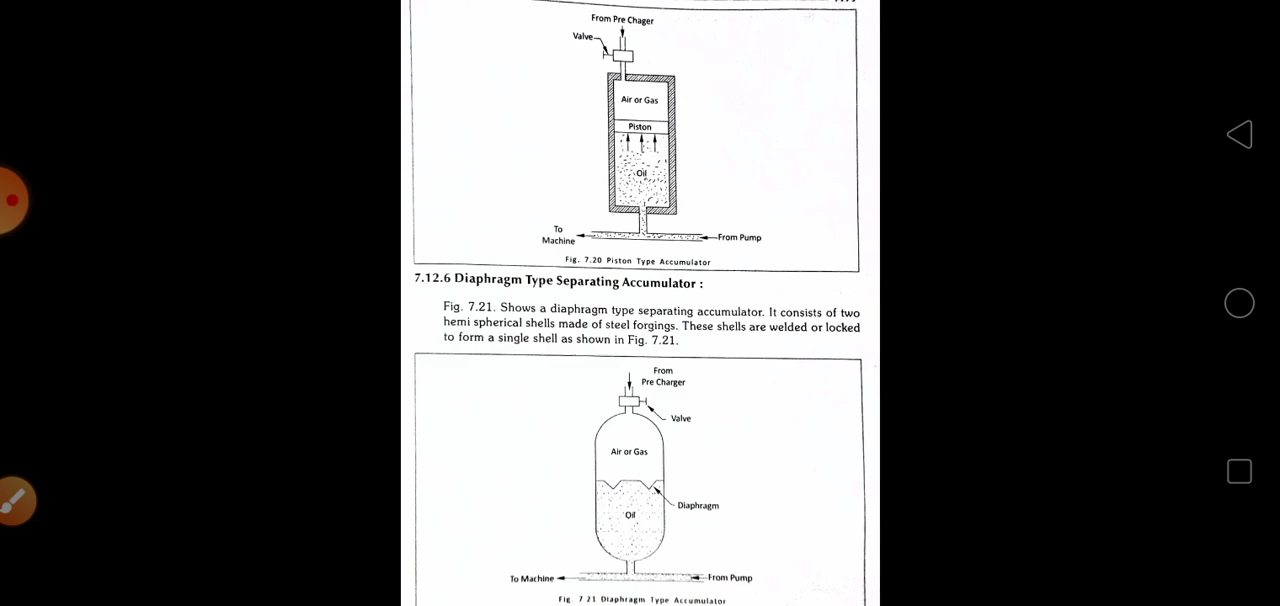 From Pre Chager
Valve
Air or Gas
Piston
Oil
To
Machine
From Pump
Fig. 7.20 Piston Type Accumulator
7.12.6 Diaphragm Type Separating Accumulator :
Fig. 7.21. Shows a diaphragm type separating accumulator. It consists of two
hemi spherical shells made of steel forgings. These shells are welded or locked
to form a single shell as shown in Fig. 7.21.
From
Pre Charger
Valve
Air or Gas
Diaphragm
Oil
To Machine
From Pump
Fig 7 21 Diaphragm Type Accumulator